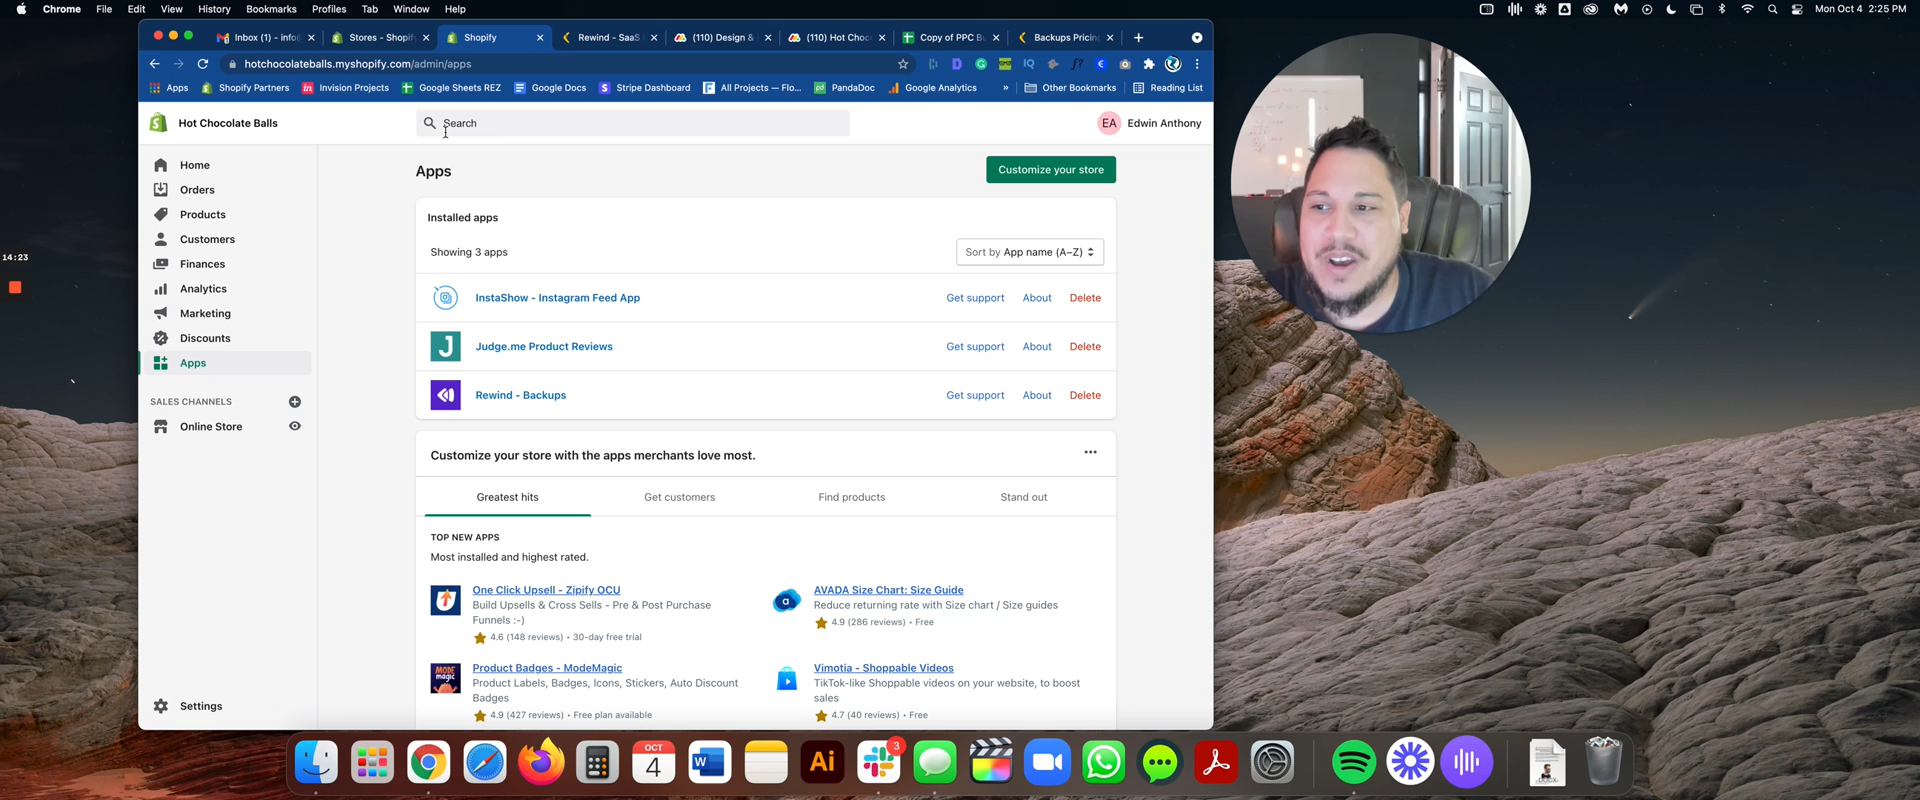 Chrome File Edit View History Bookmarks Profiles Tab Window Help
Mon Oct 4 2:25 PM
Inbox (1) - info
Stores - Shopif
Shopify
Rewind - SaaS
(110) Design &
(110) Hot Choc
Copy of PPC B
Backups Pricin
hotchocolateballs.myshopify.com/admin/apps
Apps
Shopify Partners
Invision Projects
Google Sheets REZ
Google Docs
Stripe Dashboard
All Projects — Flo...
PandaDoc
Google Analytics
»
Other Bookmarks
Reading List
Hot Chocolate Balls
Search
EA
Edwin Anthony
Home
Orders
Products
Customers
Finances
Analytics
Marketing
Discounts
Apps
SALES CHANNELS
Online Store
Settings
14:23
Apps
Customize your store
Installed apps
Showing 3 apps
Sort by App name (A–Z)
InstaShow - Instagram Feed App
Get support About Delete
Judge.me Product Reviews
Get support About Delete
Rewind - Backups
Get support About Delete
Customize your store with the apps merchants love most.
Greatest hits
Get customers
Find products
Stand out
TOP NEW APPS
Most installed and highest rated.
One Click Upsell - Zipify OCU
Build Upsells & Cross Sells - Pre & Post Purchase
Funnels :-)
4.6 (148 reviews) • 30-day free trial
AVADA Size Chart: Size Guide
Reduce returning rate with Size chart / Size guides
4.9 (286 reviews) • Free
MODE
magic
Product Badges - ModeMagic
Product Labels, Badges, Icons, Stickers, Auto Discount
Badges
4.9 (427 reviews) • Free plan available
Vimotia - Shoppable Videos
TikTok-like Shoppable videos on your website, to boost
sales
4.7 (40 reviews) • Free
OCT
4
W
Ai
3
DOCX